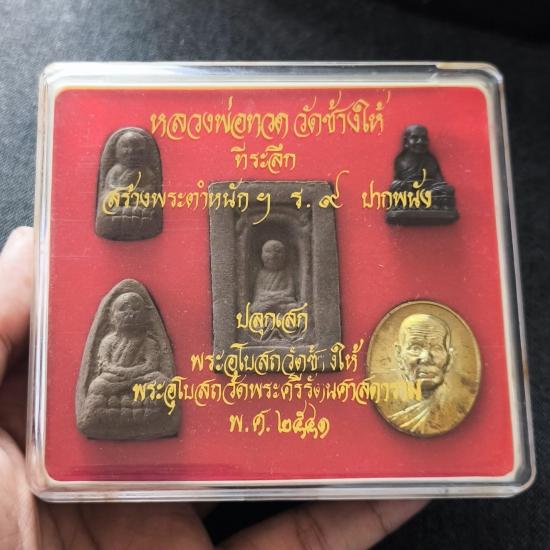 หลวงพ่อทวด วัดช้างให้
ที่ระลึก
สร้างพระตำหนักฯ ร.๙ ปากพนัง
ปลุกเสก
พระอุโบสถวัดช้างให้
พระอุโบสถวัดพระศรีรัตนศาสดาราม
พ.ศ.๒๕๔๑